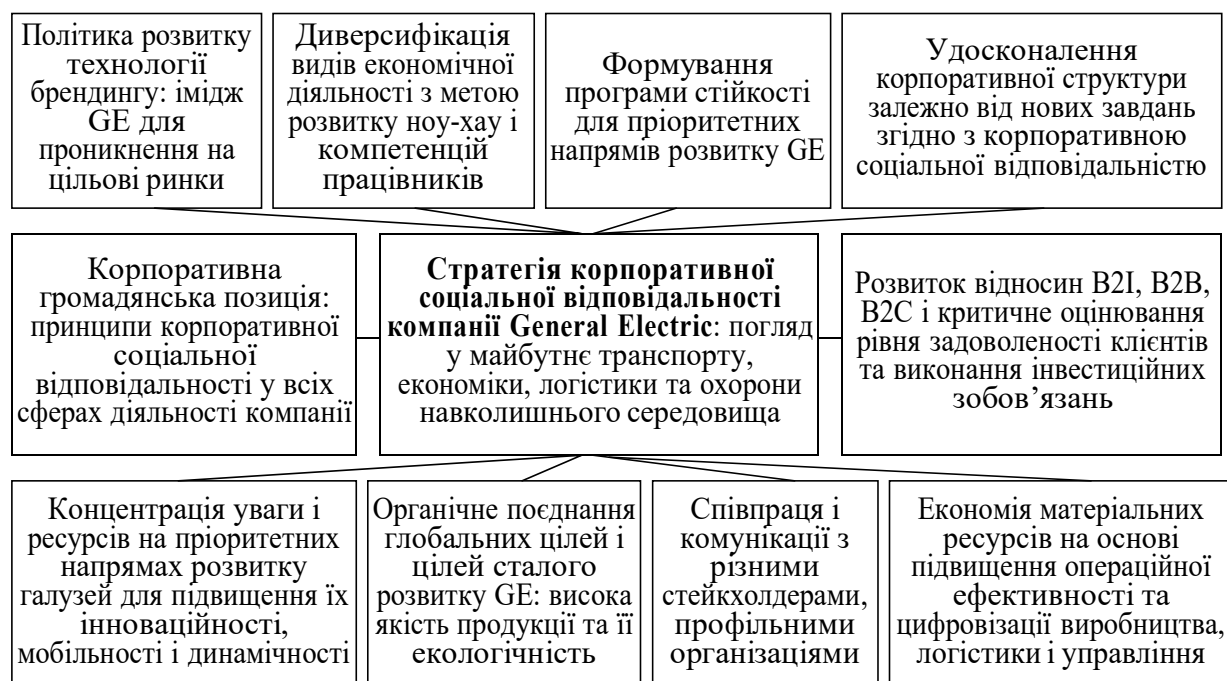 Політика розвитку
технології
брендингу: імідж
GE для
проникнення на
цільові ринки
Диверсифікація
видів економічної
діяльності з метою
розвитку ноу-хау і
компетенцій
працівників
Формування
програми стійкості
для пріоритетних
напрямів розвитку GE
Удосконалення
корпоративної структури
залежно від нових завдань
згідно з корпоративною
соціальної відповідальністю
Корпоративна
громадянська позиція:
принципи корпоративної
соціальної
відповідальності у всіх
сферах діяльності компанії
Стратегія корпоративної
соціальної відповідальності
компанії General Electric: погляд
у майбутнє транспорту,
економіки, логістики та охорони
навколишнього середовища
Розвиток відносин B2I, B2B,
B2C і критичне оцінювання
рівня задоволеності клієнтів
та виконання інвестиційних
зобов’язань
Концентрація уваги і
ресурсів на пріоритетних
напрямах розвитку
галузей для підвищення їх
інноваційності,
мобільності і динамічності
Органічне поєднання
глобальних цілей і
цілей сталого
розвитку GE: висока
якість продукції та її
екологічність
Співпраця і
комунікації з
різними
стейкхолдерами,
профільними
організаціями
Економія матеріальних
ресурсів на основі
підвищення операційної
ефективності та
цифровізації виробництва,
логістики і управління